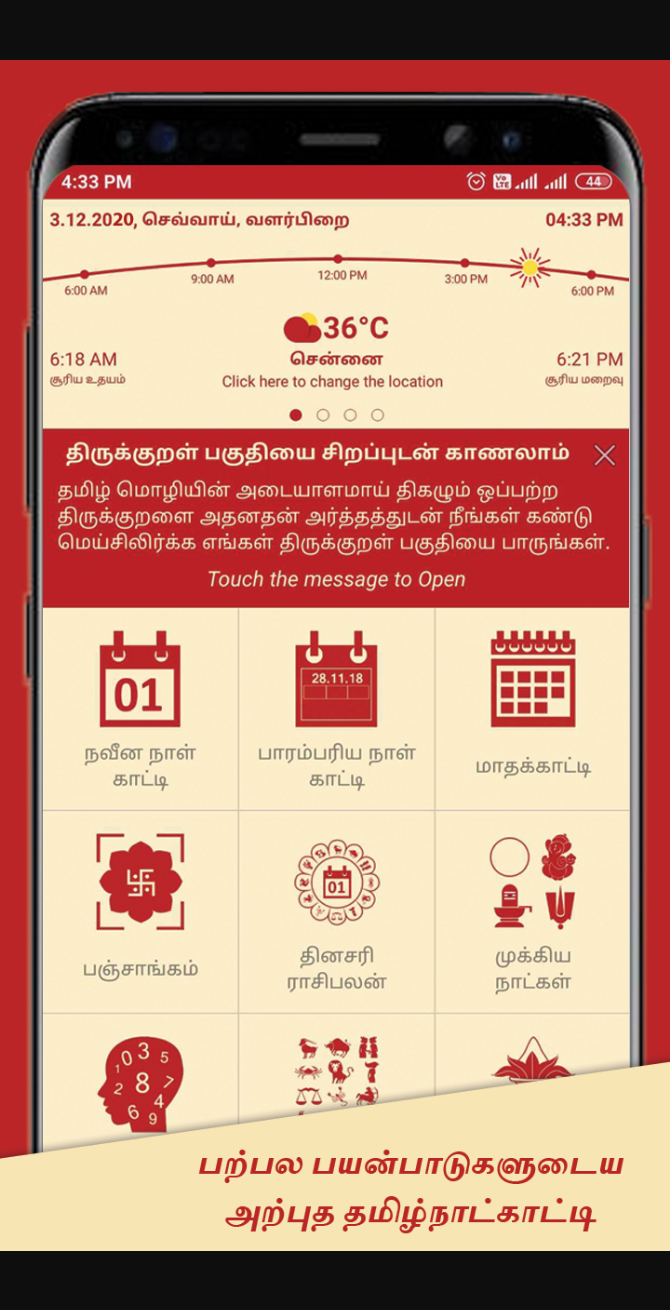 4:33 PM
Vo LTE
44
3.12.2020, செவ்வாய், வளர்பிறை
04:33 PM
6:00 AM
9:00 AM
12:00 PM
3:00 PM
6:00 PM
36°C
6:18 AM
சென்னை
6:21 PM
சூரிய உதயம்
Click here to change the location
சூரிய மறைவு
திருக்குறள் பகுதியை சிறப்புடன் காணலாம்
தமிழ் மொழியின் அடையாளமாய் திகழும் ஒப்பற்ற
திருக்குறளை அதனதன் அர்த்தத்துடன் நீங்கள் கண்டு
மெய்சிலிர்க்க எங்கள் திருக்குறள் பகுதியை பாருங்கள்.
Touch the message to Open
01
28.11.18
நவீன நாள்
காட்டி
பாரம்பரிய நாள்
காட்டி
மாதக்காட்டி
01
பஞ்சாங்கம்
தினசரி
ராசிபலன்
முக்கிய
நாட்கள்
0 3 5
1
2 8 7
6 4
9
பற்பல பயன்பாடுகளுடைய
அற்புத தமிழ்நாட்காட்டி